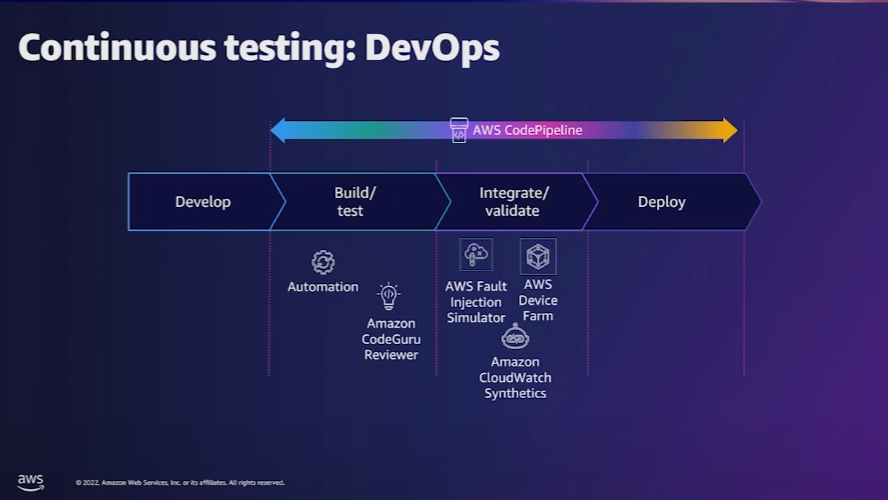 Continuous testing: DevOps
AWS CodePipeline
Develop
Build/
test
Integrate/
validate
Deploy
Automation
Amazon
CodeGuru
Reviewer
AWS Fault
Injection
Simulator
AWS
Device
Farm
Amazon
CloudWatch
Synthetics
aws
© 2022, Amazon Web Services, Inc. or its affiliates. All rights reserved.